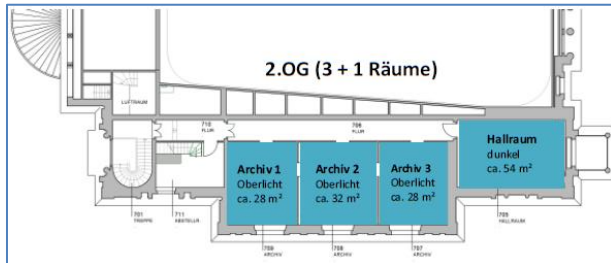 2.OG (3 + 1 Räume)
LUFTRAUM
710
FLUR
706
FLUR
Archiv 1
Oberlicht
ca. 28 m²
Archiv 2
Oberlicht
ca. 32 m²
Archiv 3
Oberlicht
ca. 28 m²
Hallraum
dunkel
ca. 54 m²
701
TREPPE
711
ABSTELLR.
709
ARCHIV
708
ARCHIV
707
ARCHIV
705
HALLRAUM